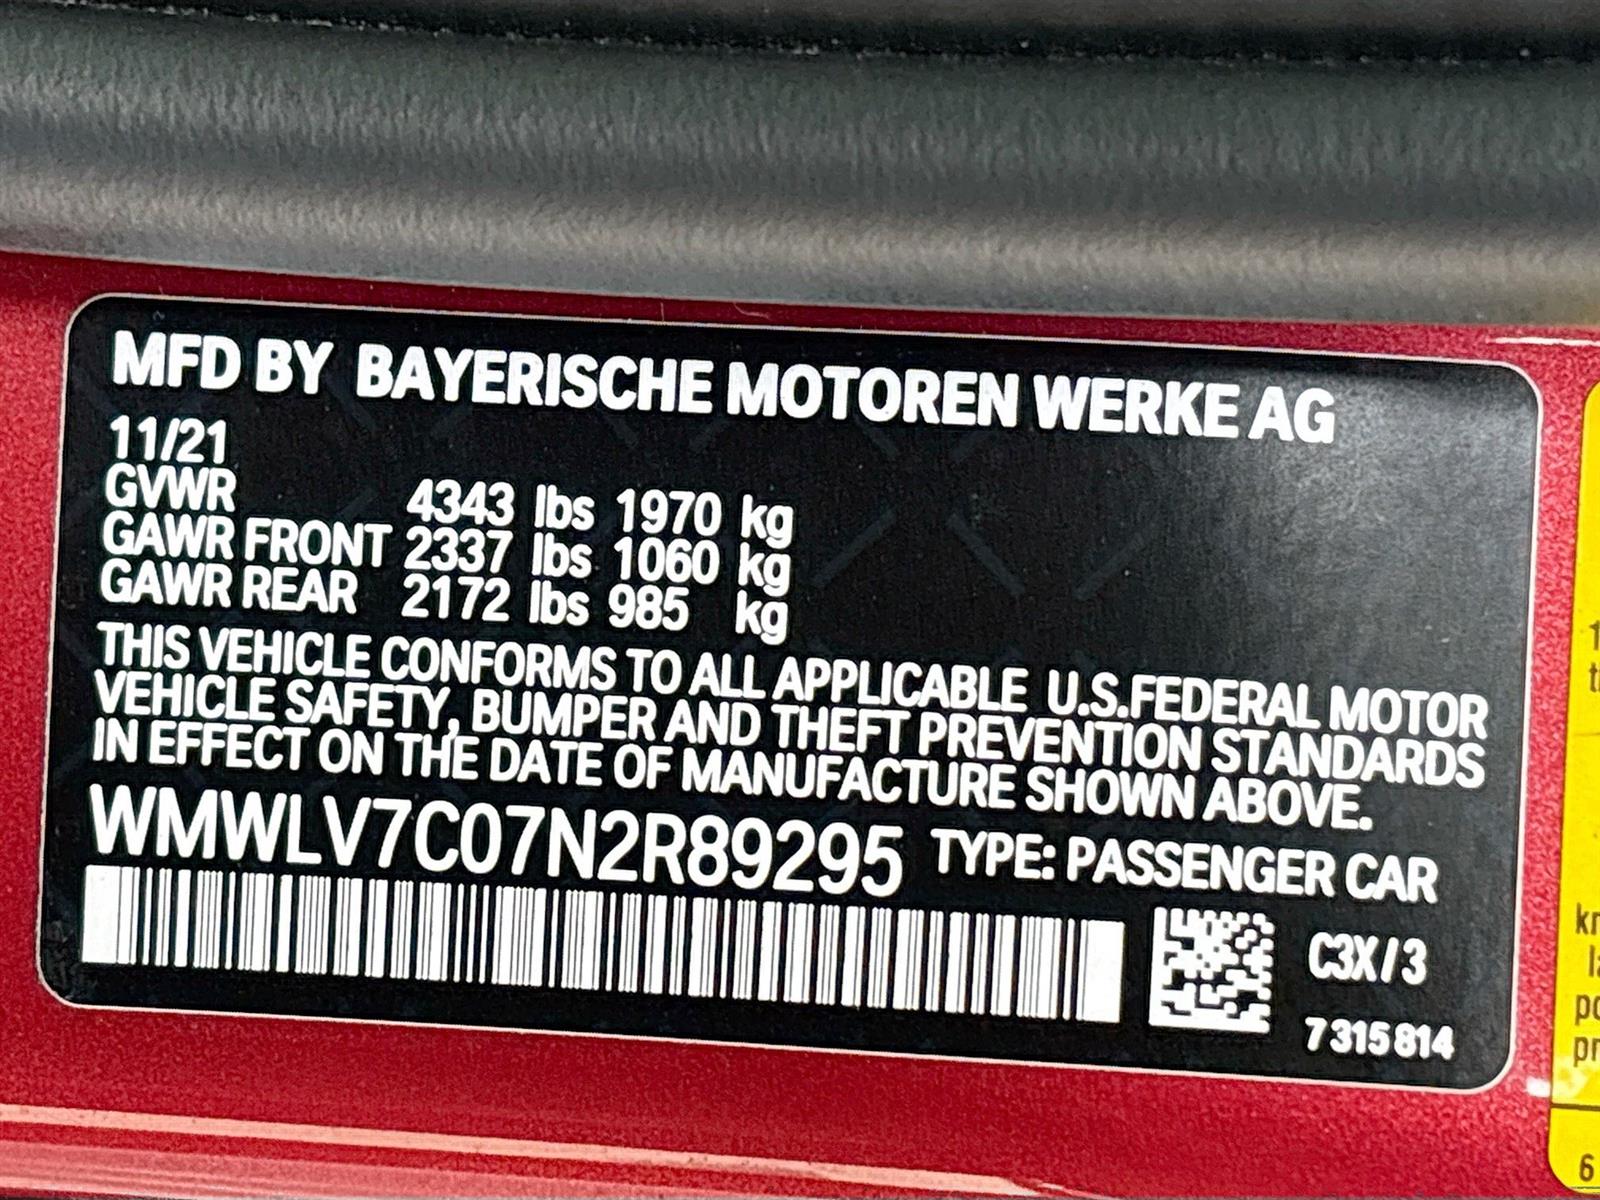 MFD BY BAYERISCHE MOTOREN WERKE AG
11/21
GVWR 4343 lbs 1970 kg
GAWR FRONT 2337 lbs 1060 kg
GAWR REAR 2172 lbs 985 kg
THIS VEHICLE CONFORMS TO ALL APPLICABLE U.S.FEDERAL MOTOR
VEHICLE SAFETY, BUMPER AND THEFT PREVENTION STANDARDS
IN EFFECT ON THE DATE OF MANUFACTURE SHOWN ABOVE.
WMWLV7C07N2R89295 TYPE: PASSENGER CAR
C3X/3
7315814
6